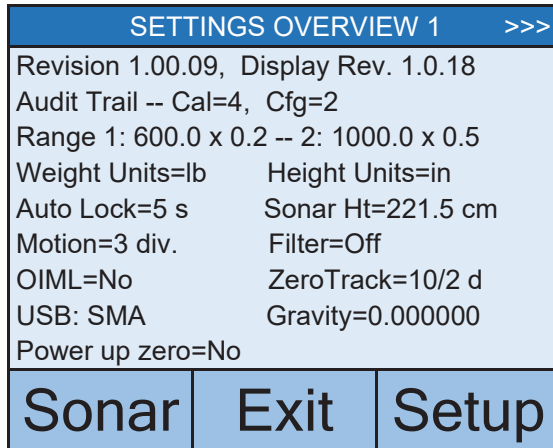 SETTINGS OVERVIEW 1 >>>
Revision 1.00.09, Display Rev. 1.0.18
Audit Trail -- Cal=4, Cfg=2
Range 1: 600.0 x 0.2 -- 2: 1000.0 x 0.5
Weight Units=lb Height Units=in
Auto Lock=5 s Sonar Ht=221.5 cm
Motion=3 div. Filter=Off
OIML=No ZeroTrack=10/2 d
USB: SMA Gravity=0.000000
Power up zero=No
Sonar Exit Setup